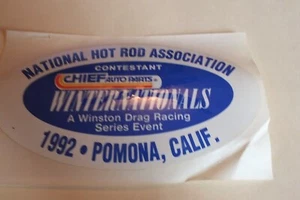 NATIONAL HOT ROD ASSOCIATION
CONTESTANT
CHIEF AUTO PARTS
WINTERNATIONALS
A Winston Drag Racing
Series Event
1992 • POMONA, CALIF.